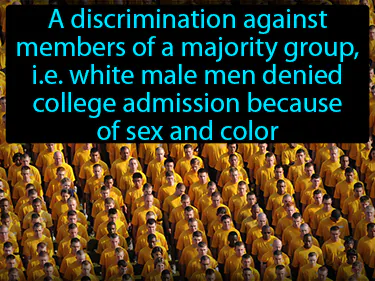 A discrimination against
members of a majority group,
i.e. white male men denied
college admission because
of sex and color